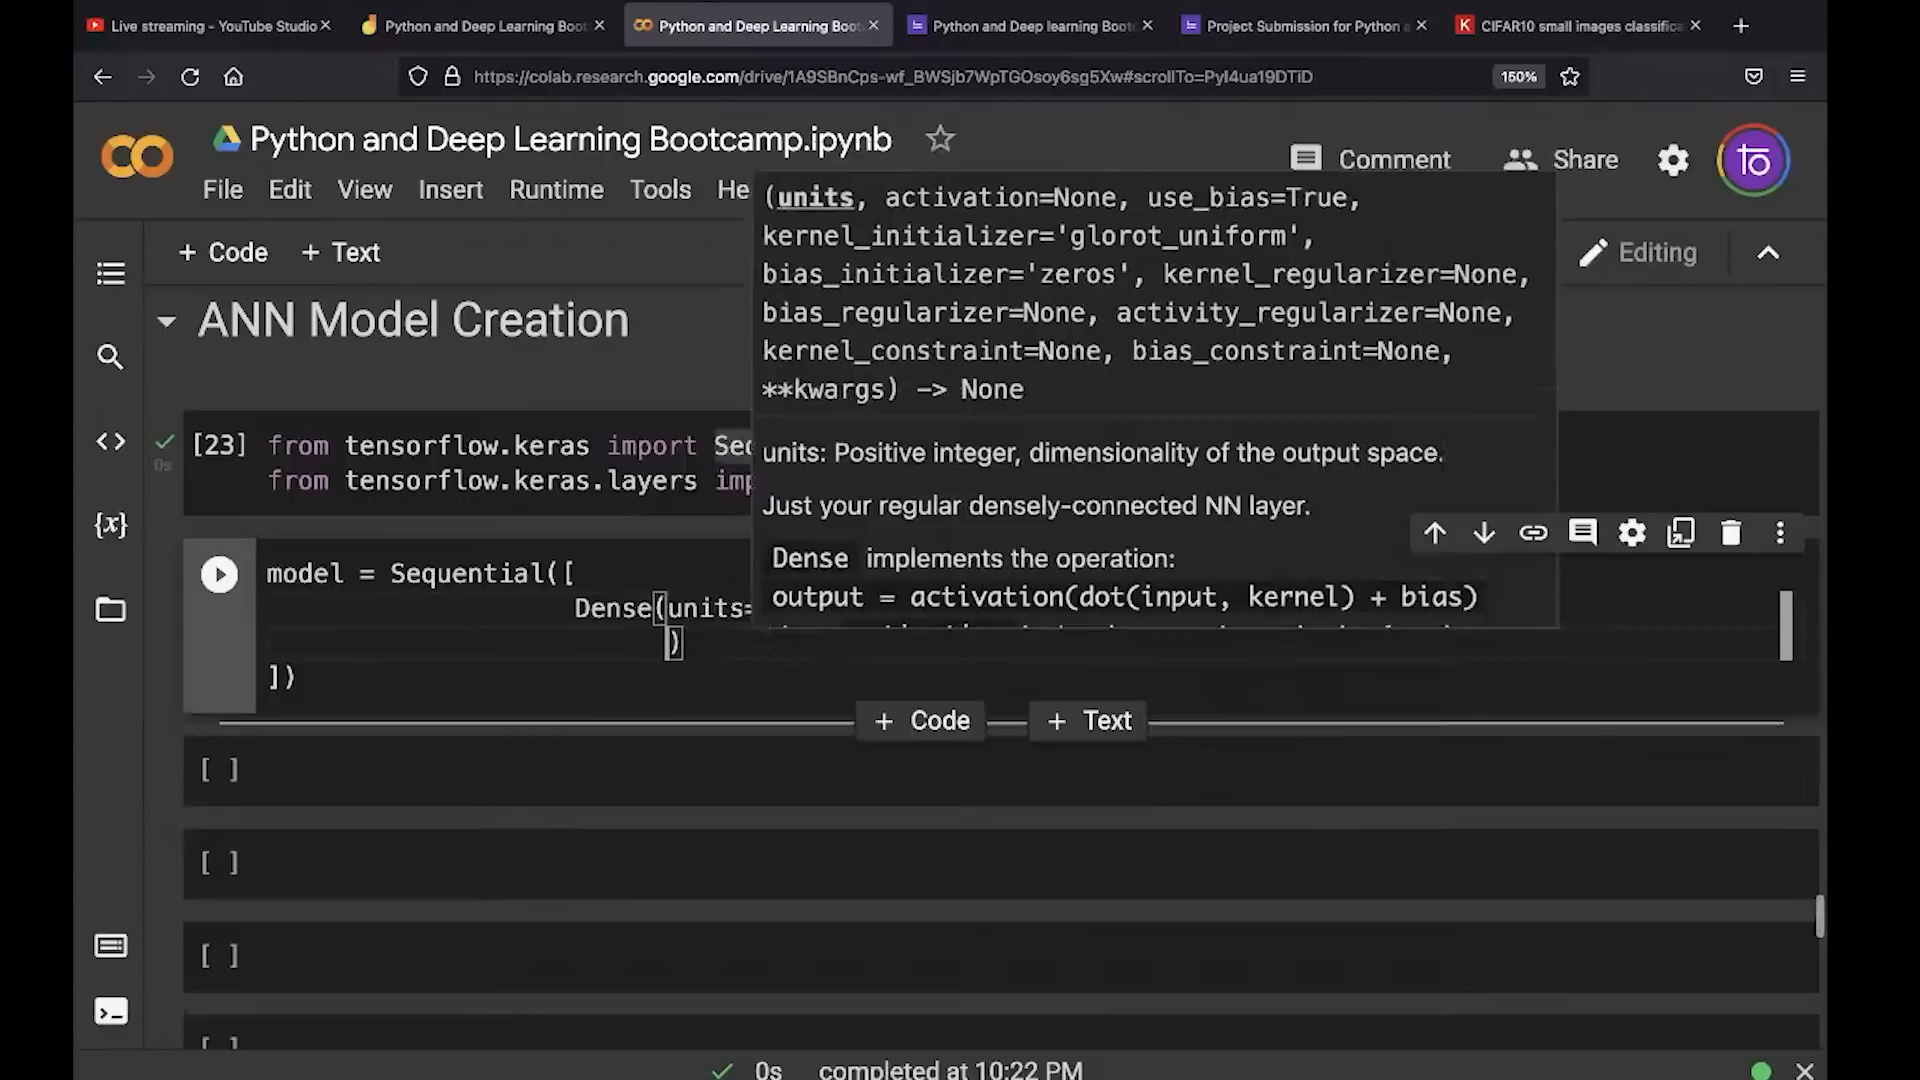 Live streaming - YouTube Studio
Python and Deep Learning Boot
Python and Deep Learning Boot
Python and Deep learning Boot
Project Submission for Python a
CIFAR10 small images classifica
https://colab.research.google.com/drive/1A9SBnCps-wf_BWSjb7WpTGOsoy6sg5Xw#scrollTo=PyI4ua19DTiD
150%
Python and Deep Learning Bootcamp.ipynb
Comment
Share
to
File Edit View Insert Runtime Tools He
+ Code + Text
Editing
(units, activation=None, use_bias=True,
kernel_initializer='glorot_uniform',
bias_initializer='zeros', kernel_regularizer=None,
bias_regularizer=None, activity_regularizer=None,
kernel_constraint=None, bias_constraint=None,
**kwargs) -> None
units: Positive integer, dimensionality of the output space.
Just your regular densely-connected NN layer.
Dense implements the operation:
output = activation(dot(input, kernel) + bias)
ANN Model Creation
[23] from tensorflow.keras import Sec
0s from tensorflow.keras.layers imp
model = Sequential([
Dense(units=
)
])
+ Code + Text
[ ]
[ ]
[ ]
[ ]
0s completed at 10:22 PM